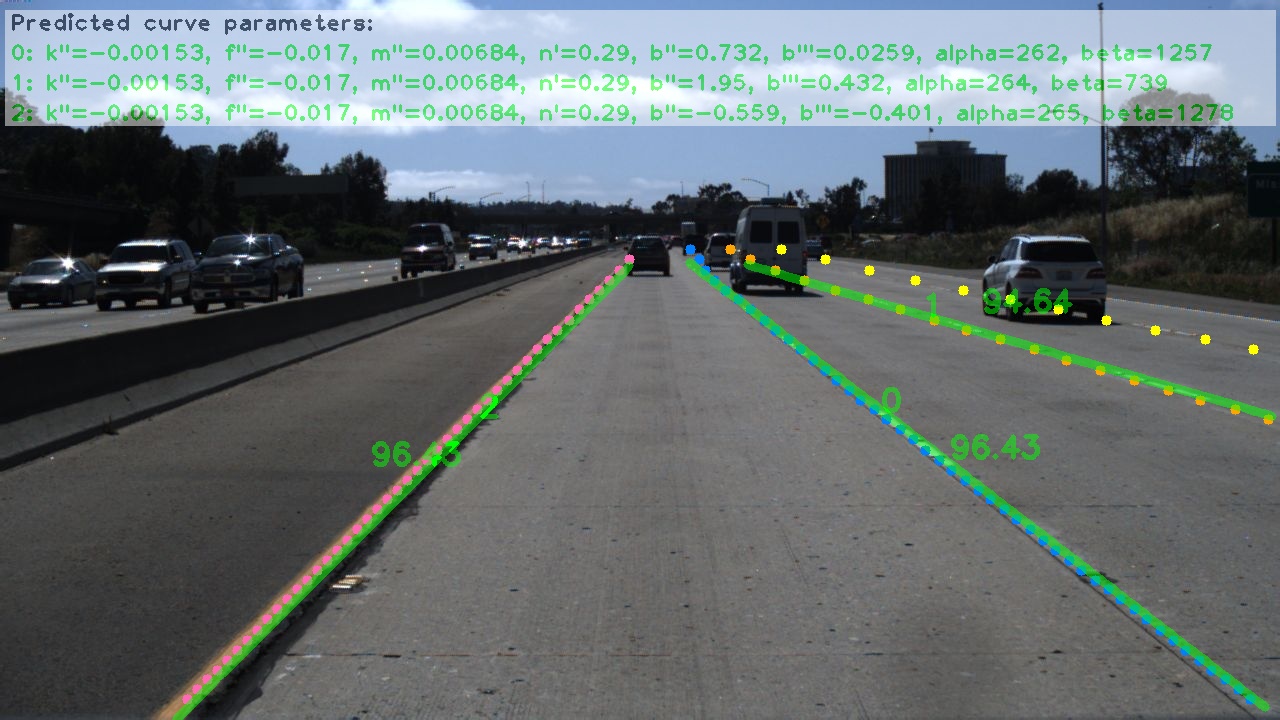 Predicted curve parameters:
0: k''=-0.00153, f''=-0.017, m''=0.00684, n'=0.29, b''=0.732, b'''=0.0259, alpha=262, beta=1257
1: k''=-0.00153, f''=-0.017, m''=0.00684, n'=0.29, b''=1.95, b'''=0.432, alpha=264, beta=739
2: k''=-0.00153, f''=-0.017, m''=0.00684, n'=0.29, b''=-0.559, b'''=-0.401, alpha=265, beta=1278
1 94.64
0
2
96.43
96.43